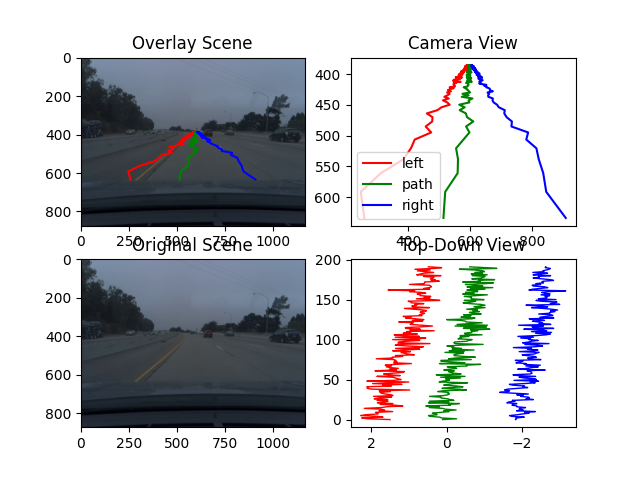 Overlay Scene
0
200
400
600
800
0 250 500 750 1000
Camera View
400
450
500
550
600
400 600 800
left
path
right
Original Scene
0
200
400
600
800
0 250 500 750 1000
Top-Down View
200
150
100
50
0
2 0 −2